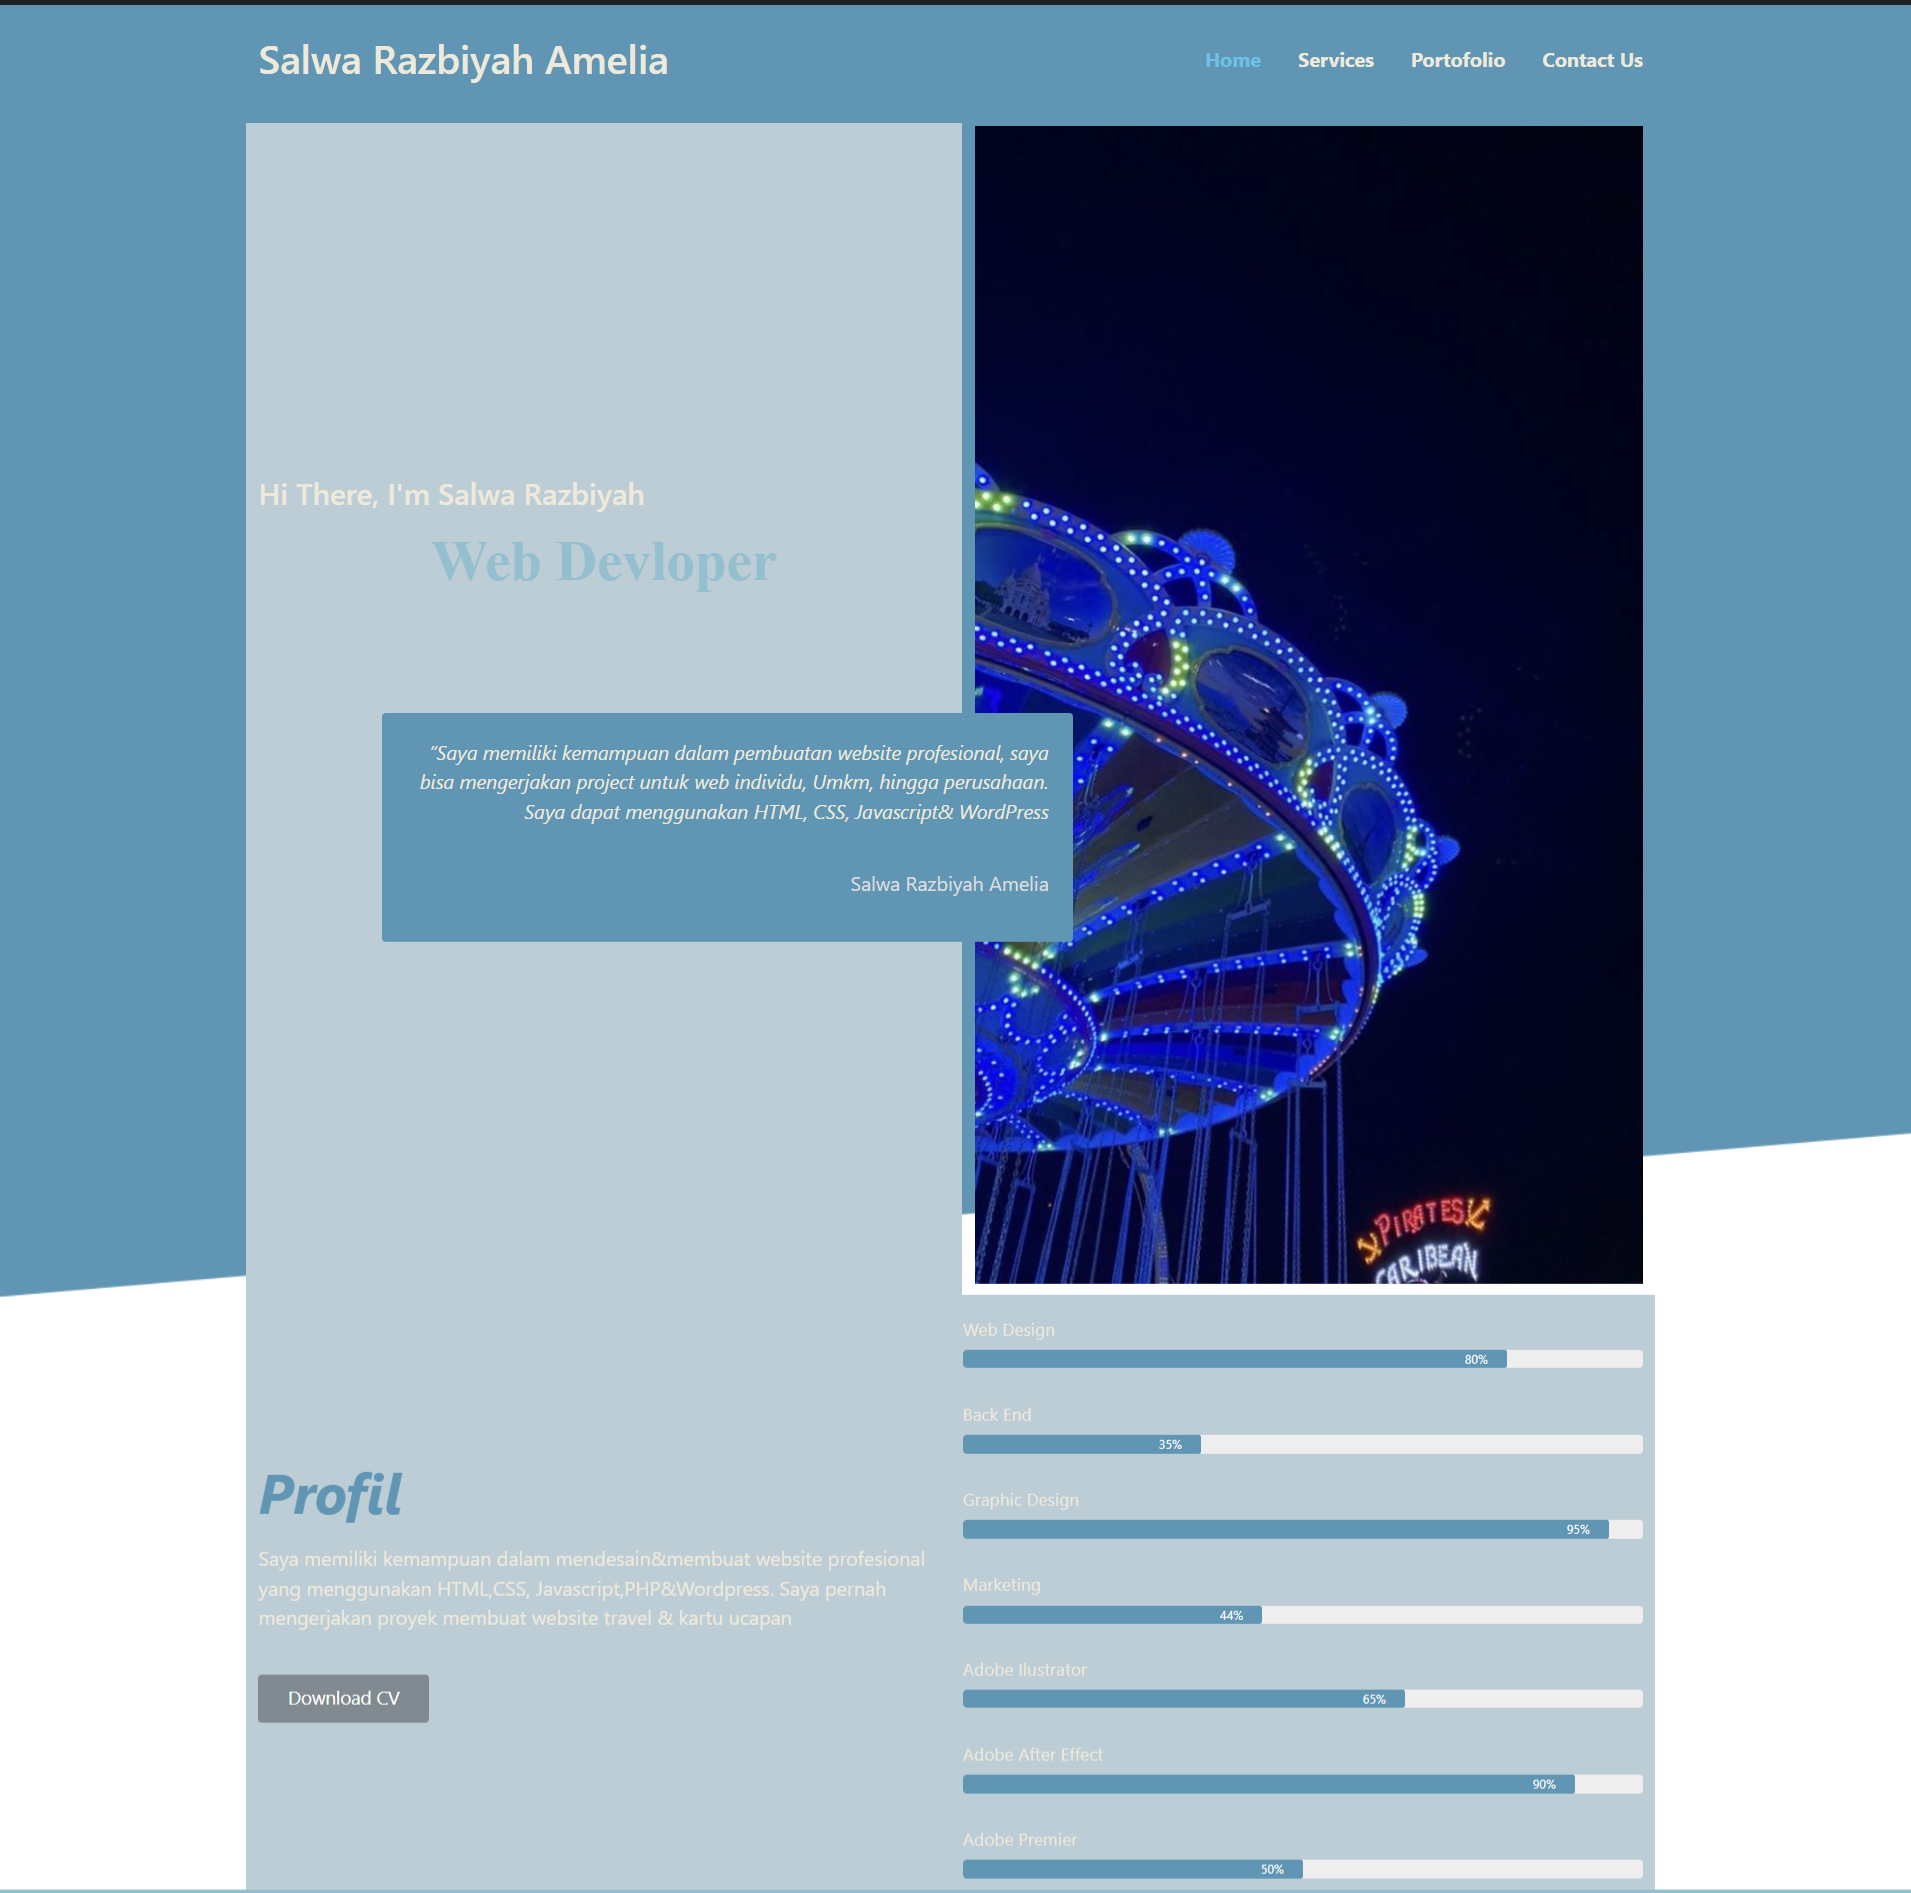 Salwa Razbiyah Amelia
Home
Services
Portofolio
Contact Us
Hi There, I'm Salwa Razbiyah
Web Devloper
“Saya memiliki kemampuan dalam pembuatan website profesional, saya
bisa mengerjakan project untuk web individu, Umkm, hingga perusahaan.
Saya dapat menggunakan HTML, CSS, Javascript& WordPress
Salwa Razbiyah Amelia
PIRATES
CARIBEAN
Profil
Saya memiliki kemampuan dalam mendesain&membuat website profesional
yang menggunakan HTML,CSS, Javascript,PHP&Wordpress. Saya pernah
mengerjakan proyek membuat website travel & kartu ucapan
Download CV
Web Design
80%
Back End
35%
Graphic Design
95%
Marketing
44%
Adobe Ilustrator
65%
Adobe After Effect
90%
Adobe Premier
50%